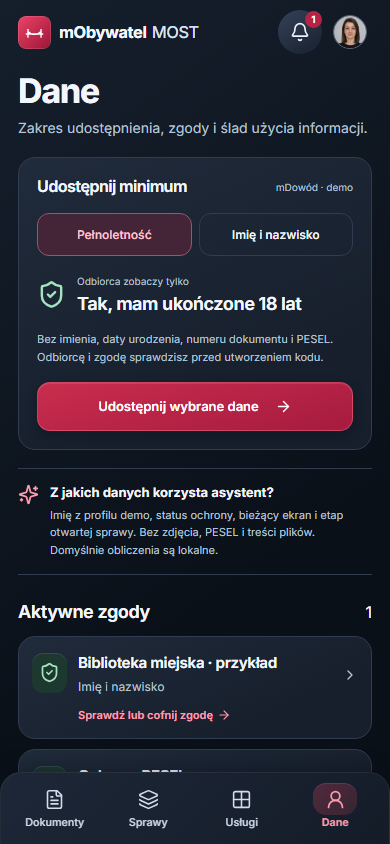 mObywatel MOST
1
Dane
Zakres udostępnienia, zgody i ślad użycia informacji.
Udostępnij minimum
mDowód · demo
Pełnoletność
Imię i nazwisko
Odbiorca zobaczy tylko
Tak, mam ukończone 18 lat
Bez imienia, daty urodzenia, numeru dokumentu i PESEL.
Odbiorcę i zgodę sprawdzisz przed utworzeniem kodu.
Udostępnij wybrane dane
Z jakich danych korzysta asystent?
Imię z profilu demo, status ochrony, bieżący ekran i etap
otwartej sprawy. Bez zdjęcia, PESEL i treści plików.
Domyślnie obliczenia są lokalne.
Aktywne zgody
1
Biblioteka miejska · przykład
Imię i nazwisko
Sprawdź lub cofnij zgodę
Dokumenty
Sprawy
Usługi
Dane